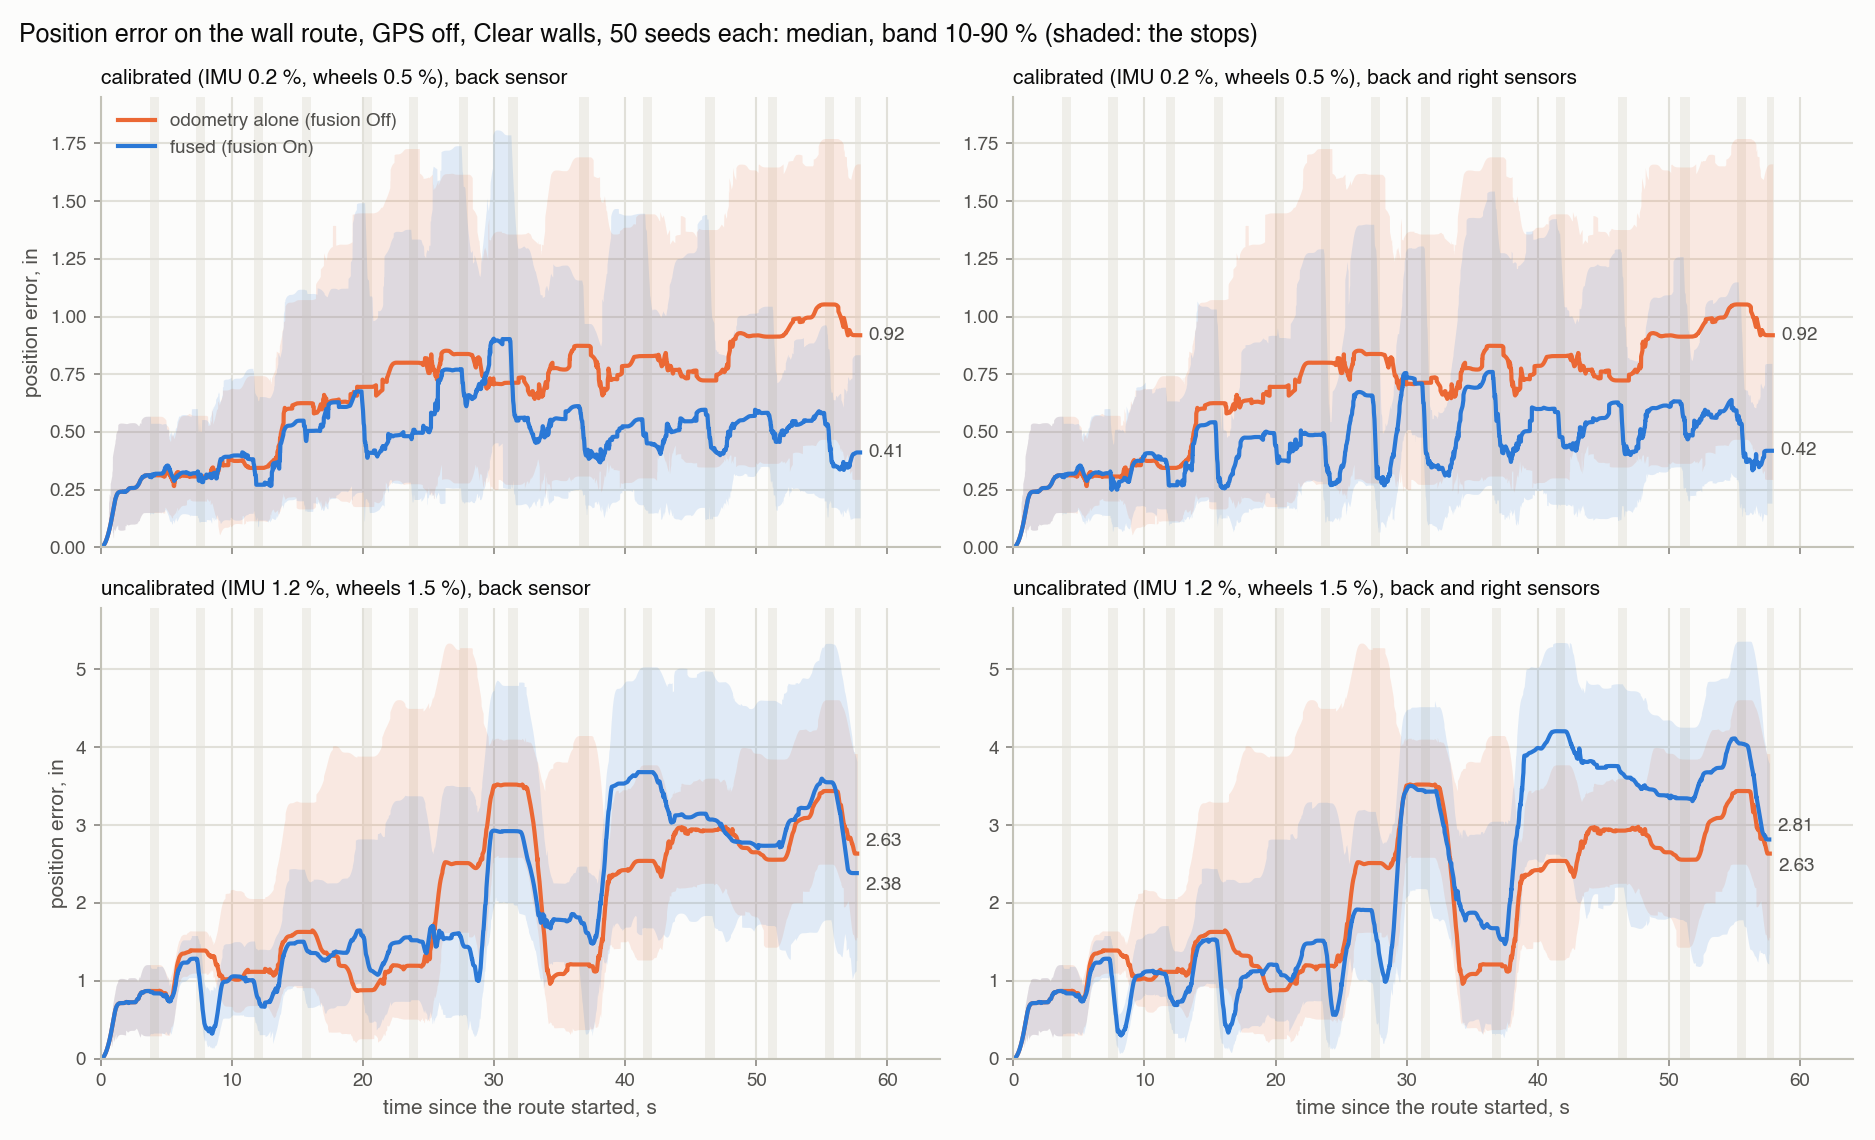 Position error on the wall route, GPS off, Clear walls, 50 seeds each: median, band 10-90 % (shaded: the stops)
calibrated (IMU 0.2 %, wheels 0.5 %), back sensor
odometry alone (fusion Off)
fused (fusion On)
1.75
1.50
1.25
1.00
0.75
0.50
0.25
0.00
position error, in
0.92
0.41
calibrated (IMU 0.2 %, wheels 0.5 %), back and right sensors
1.75
1.50
1.25
1.00
0.75
0.50
0.25
0.00
0.92
0.42
uncalibrated (IMU 1.2 %, wheels 1.5 %), back sensor
5
4
3
2
1
0
position error, in
2.63
2.38
0 10 20 30 40 50 60
time since the route started, s
uncalibrated (IMU 1.2 %, wheels 1.5 %), back and right sensors
5
4
3
2
1
0
2.81
2.63
0 10 20 30 40 50 60
time since the route started, s